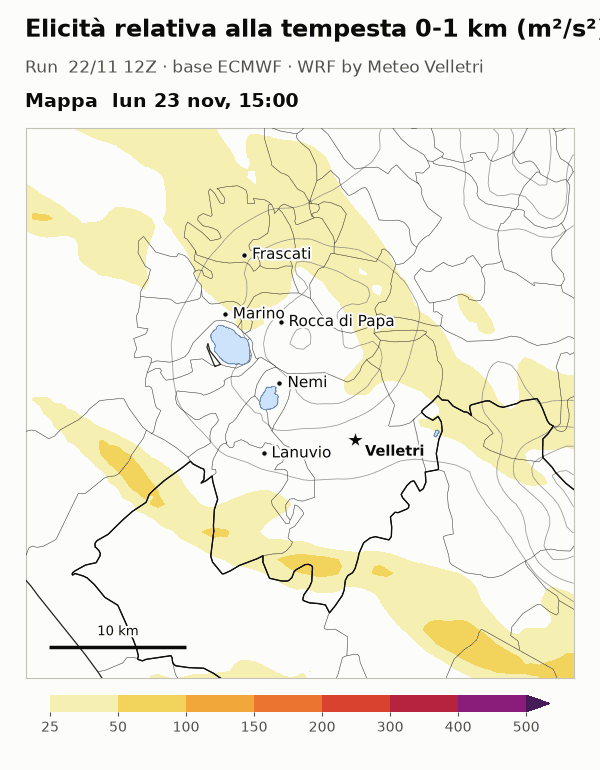 Elicità relativa alla tempesta 0-1 km (m²/s²)
Run  22/11 12Z · base ECMWF · WRF by Meteo Velletri
Mappa  lun 23 nov, 15:00
Frascati
Marino
Rocca di Papa
Nemi
Velletri
Lanuvio
10 km
25 50 100 150 200 300 400 500